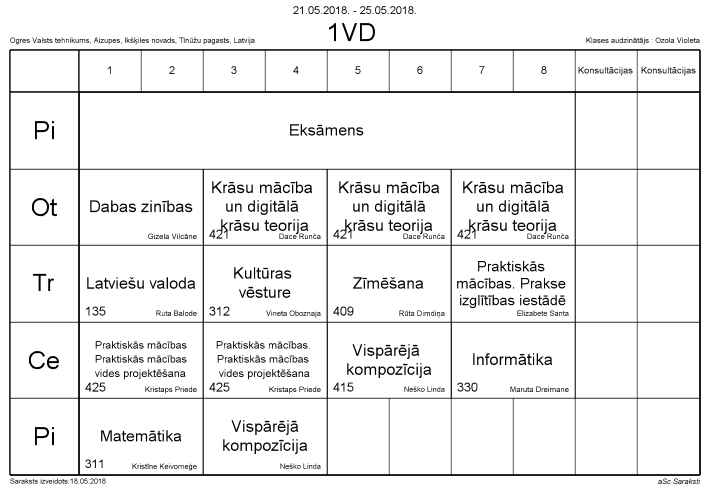 21.05.2018. - 25.05.2018.
Ogres Valsts tehnikums, Aizupes, Ikšķiles novads, Tīnūžu pagasts, Latvija
1VD
Klases audzinātājs : Ozola Violeta
1 2 3 4 5 6 7 8 Konsultācijas Konsultācijas
Pi
Eksāmens
Ot
Dabas zinības
Gizela Vilcāne
Krāsu mācība
un digitālā
krāsu teorija
421 Dace Runča
Krāsu mācība
un digitālā
krāsu teorija
421 Dace Runča
Krāsu mācība
un digitālā
krāsu teorija
421 Dace Runča
Tr
Latviešu valoda
135 Ruta Balode
Kultūras
vēsture
312 Vineta Oboznaja
Zīmēšana
409 Rūta Dimdiņa
Praktiskās
mācības. Prakse
izglītības iestādē
Elizabete Santa
Ce
Praktiskās mācības
Praktiskās mācības
vides projektēšana
425 Kristaps Priede
Praktiskās mācības.
Praktiskās mācības
vides projektēšana
425 Kristaps Priede
Vispārējā
kompozīcija
415 Neško Linda
Informātika
330 Maruta Dreimane
Pi
Matemātika
311 Kristīne Keivomeģe
Vispārējā
kompozīcija
Neško Linda
Saraksts izveidots:18.05.2018
aSc Saraksti